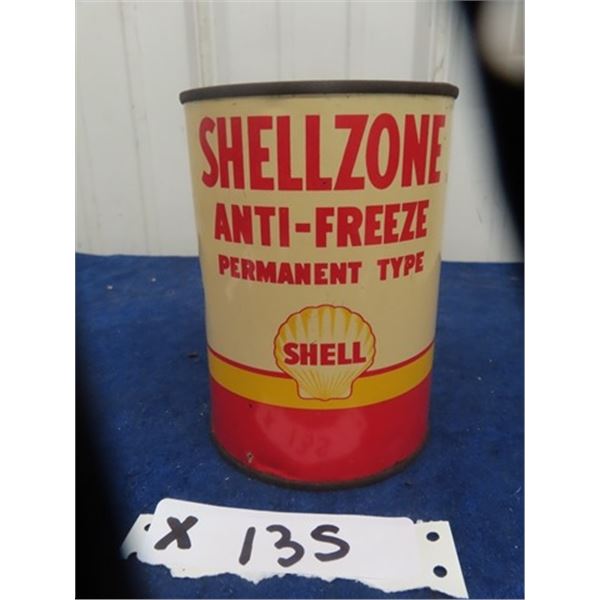 SHELLZONE
ANTI-FREEZE
PERMANENT TYPE
SHELL
X 135